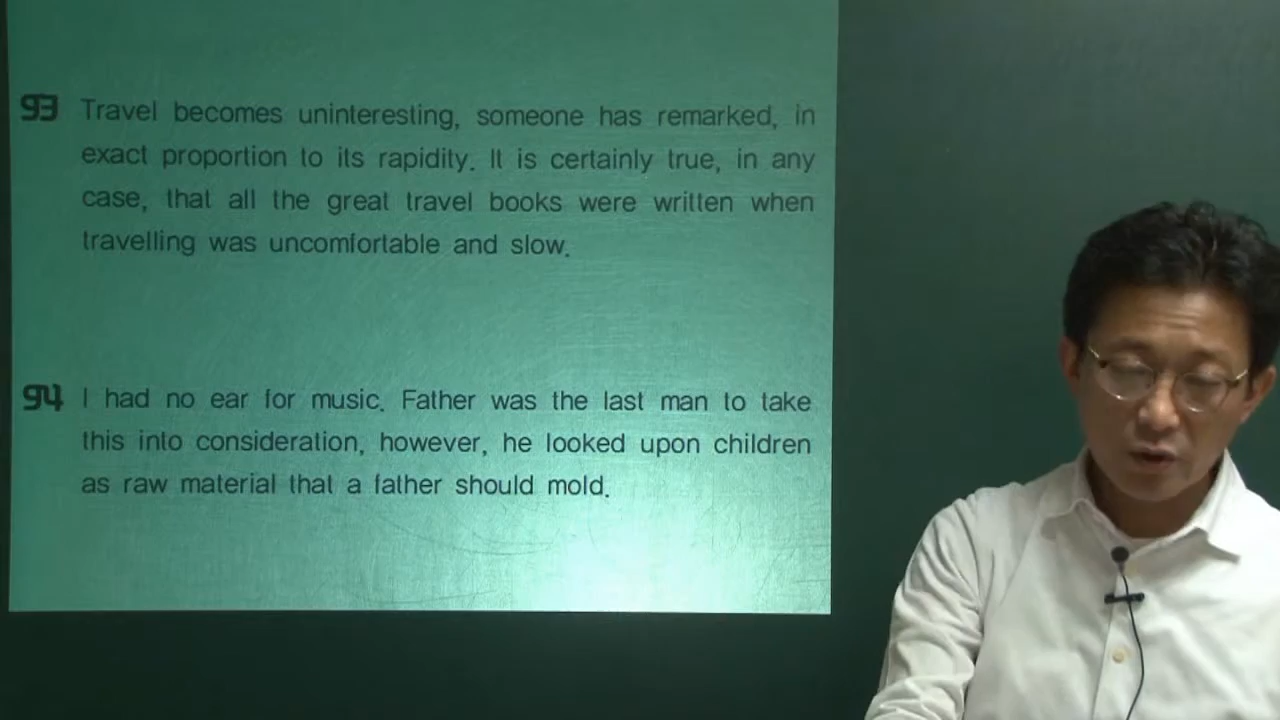 93 Travel becomes uninteresting, someone has remarked, in
exact proportion to its rapidity. It is certainly true, in any
case, that all the great travel books were written when
travelling was uncomfortable and slow.
94 I had no ear for music. Father was the last man to take
this into consideration, however, he looked upon children
as raw material that a father should mold.